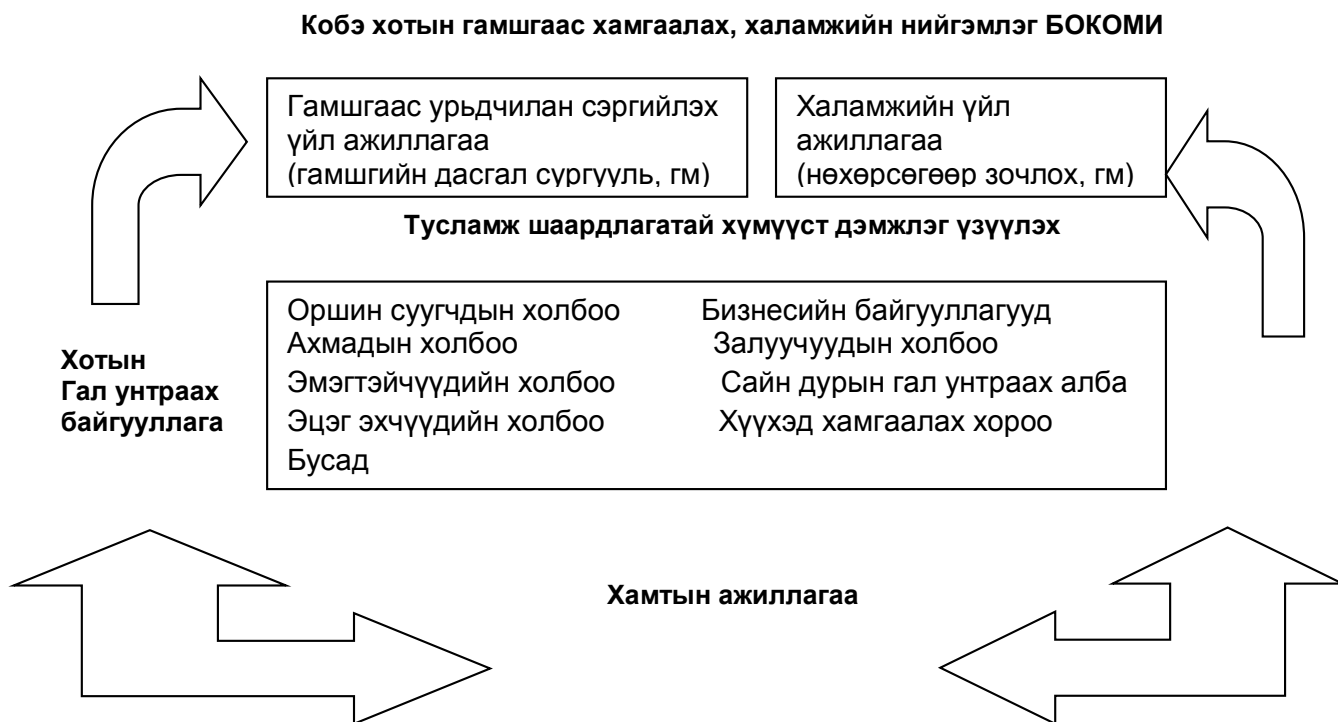 Кобэ хотын гамшгаас хамгаалах, халамжийн нийгэмлэг БОКОМИ
Гамшгаас урьдчилан сэргийлэх
үйл ажиллагаа
(гамшгийн дасгал сургууль, гм)
Халамжийн үйл
ажиллагаа
(нөхөрсөгөөр зочлох, гм)
Тусламж шаардлагатай хүмүүст дэмжлэг үзүүлэх
Оршин суугчдын холбоо Бизнесийн байгууллагууд
Ахмадын холбоо Залуучуудын холбоо
Эмэгтэйчүүдийн холбоо Сайн дурын гал унтраах алба
Эцэг эхчүүдийн холбоо Хүүхэд хамгаалах хороо
Бусад
Хотын
Гал унтраах
байгууллага
Хамтын ажиллагаа